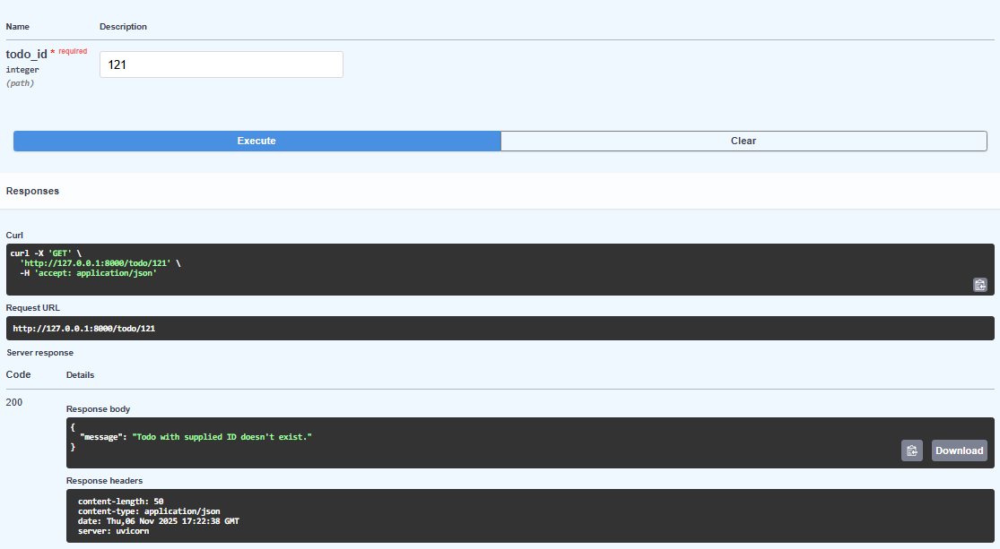 Name Description
todo_id * required
integer
(path)
121
Execute Clear
Responses
Curl
curl -X 'GET' \
  'http://127.0.0.1:8000/todo/121' \
  -H 'accept: application/json'
Request URL
http://127.0.0.1:8000/todo/121
Server response
Code Details
200
Response body
{
  "message": "Todo with supplied ID doesn't exist."
}
Download
Response headers
content-length: 50
content-type: application/json
date: Thu,06 Nov 2025 17:22:38 GMT
server: uvicorn